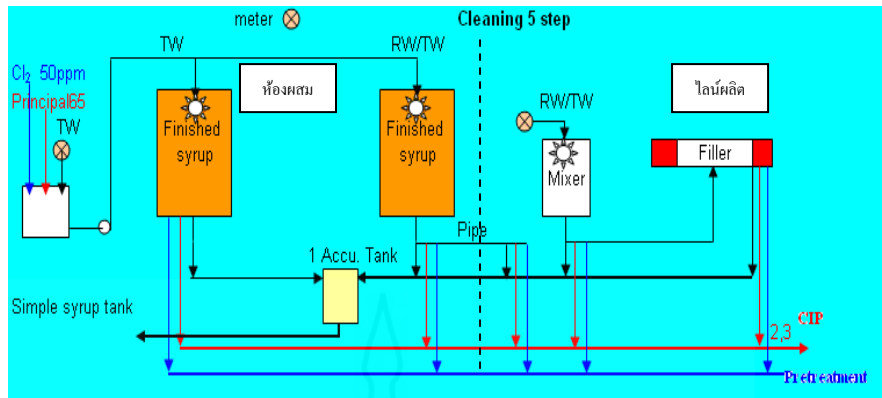 meter
Cleaning 5 step
TW
RW/TW
Cl₂ 50ppm
Principal65
TW
ห้องผสม
ไลน์ผลิต
RW/TW
Finished
syrup
Finished
syrup
Mixer
Filler
Pipe
1 Accu. Tank
Simple syrup tank
CIP
2,3
Pretreatment